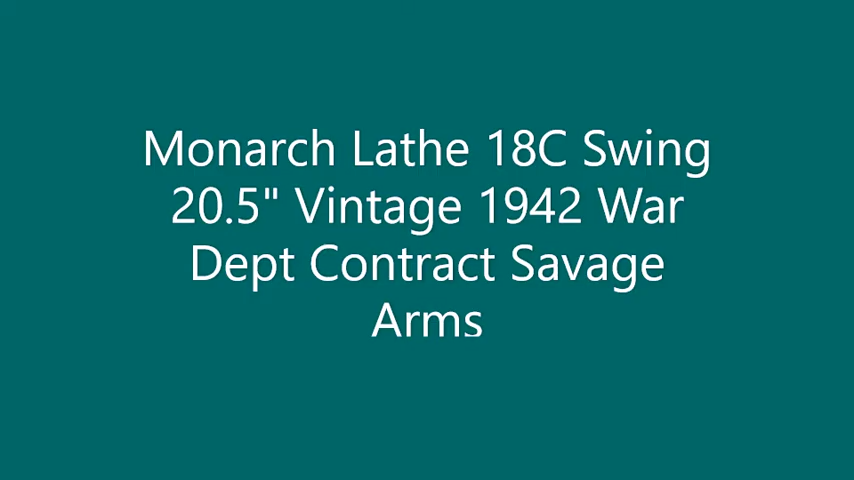 Monarch Lathe 18C Swing
20.5" Vintage 1942 War
Dept Contract Savage
Arms